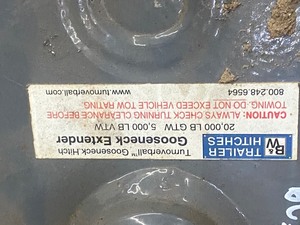 B&W
TRAILER
HITCHES
Turnoverball™ Gooseneck Hitch
Gooseneck Extender
20,000 LB GTW 5,000 LB VTW
• CAUTION: ALWAYS CHECK TURNING CLEARANCE BEFORE
TOWING. DO NOT EXCEED VEHICLE TOW RATING
800.248.6564 www.turnoverball.com